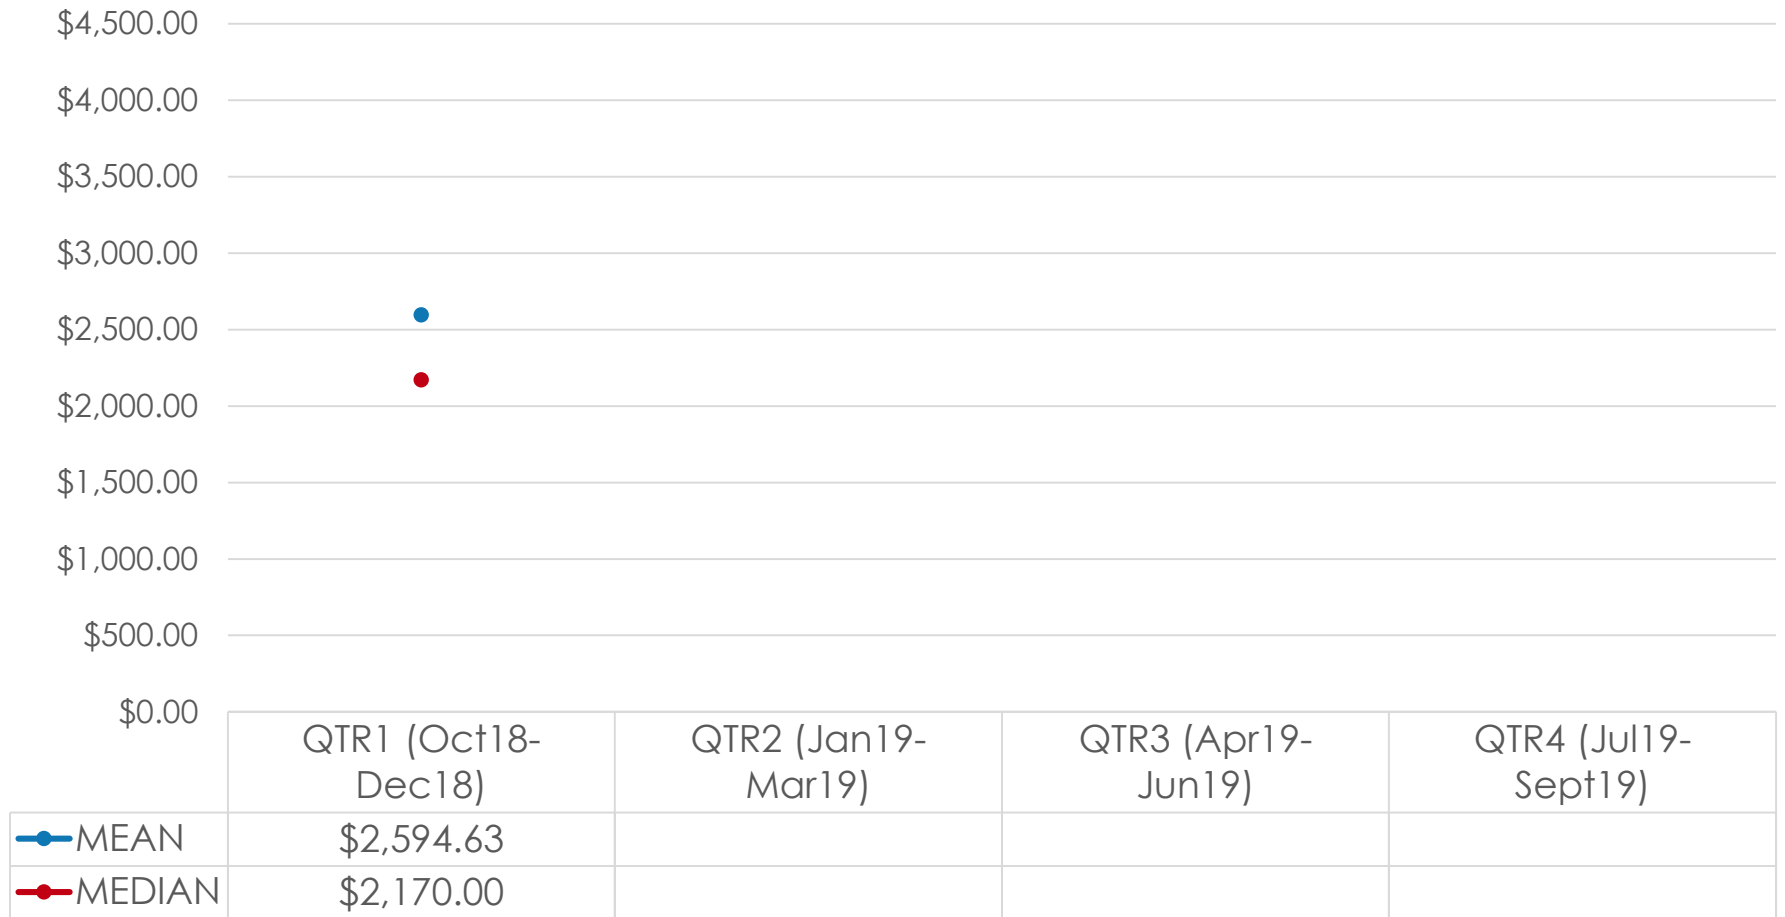 $4,500.00
$4,000.00
$3,500.00
$3,000.00
$2,500.00
$2,000.00
$1,500.00
$1,000.00
$500.00
$0.00
QTR1 (Oct18-
Dec18)
QTR2 (Jan19-
Mar19)
QTR3 (Apr19-
Jun19)
QTR4 (Jul19-
Sept19)
MEAN $2,594.63
MEDIAN $2,170.00